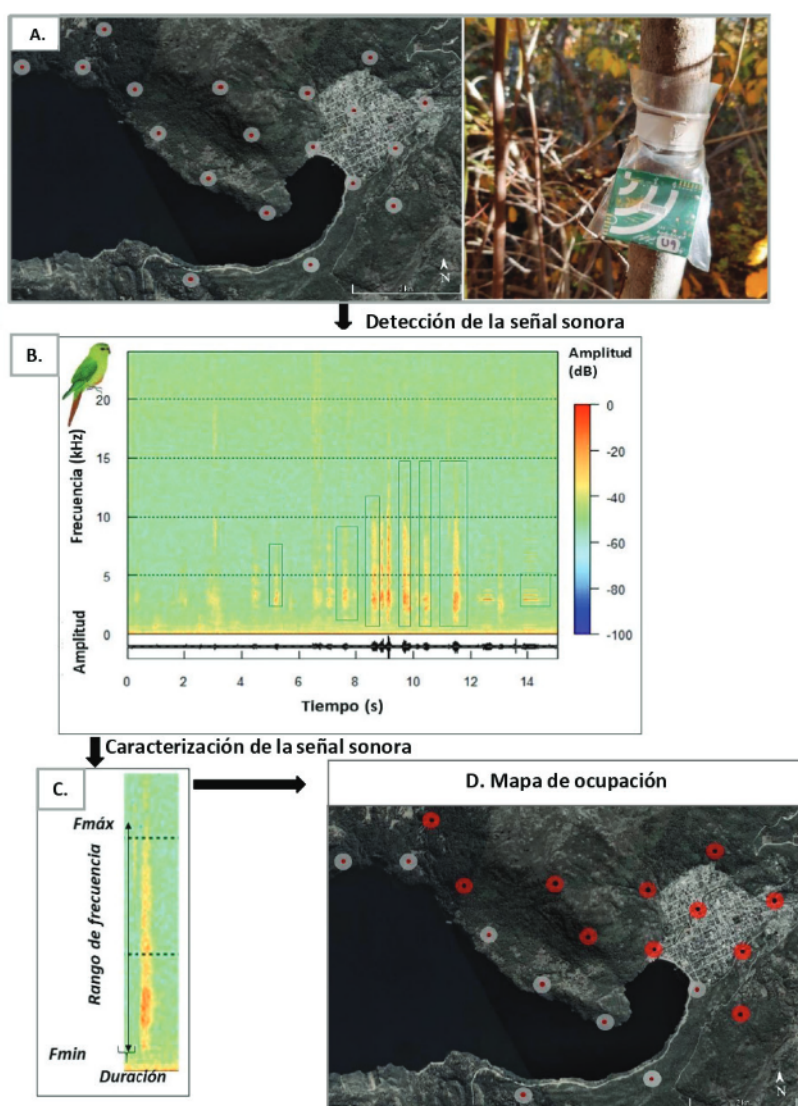 A.
N
U9
Detección de la señal sonora
B.
Amplitud
(dB)
Frecuencia (kHz)
20
15
10
5
0
Amplitud
0
-20
-40
-60
-80
-100
0
2
4
6
8
10
12
14
Tiempo (s)
Caracterización de la señal sonora
C.
Fmáx
Rango de frecuencia
Fmin
Duración
D. Mapa de ocupación
N